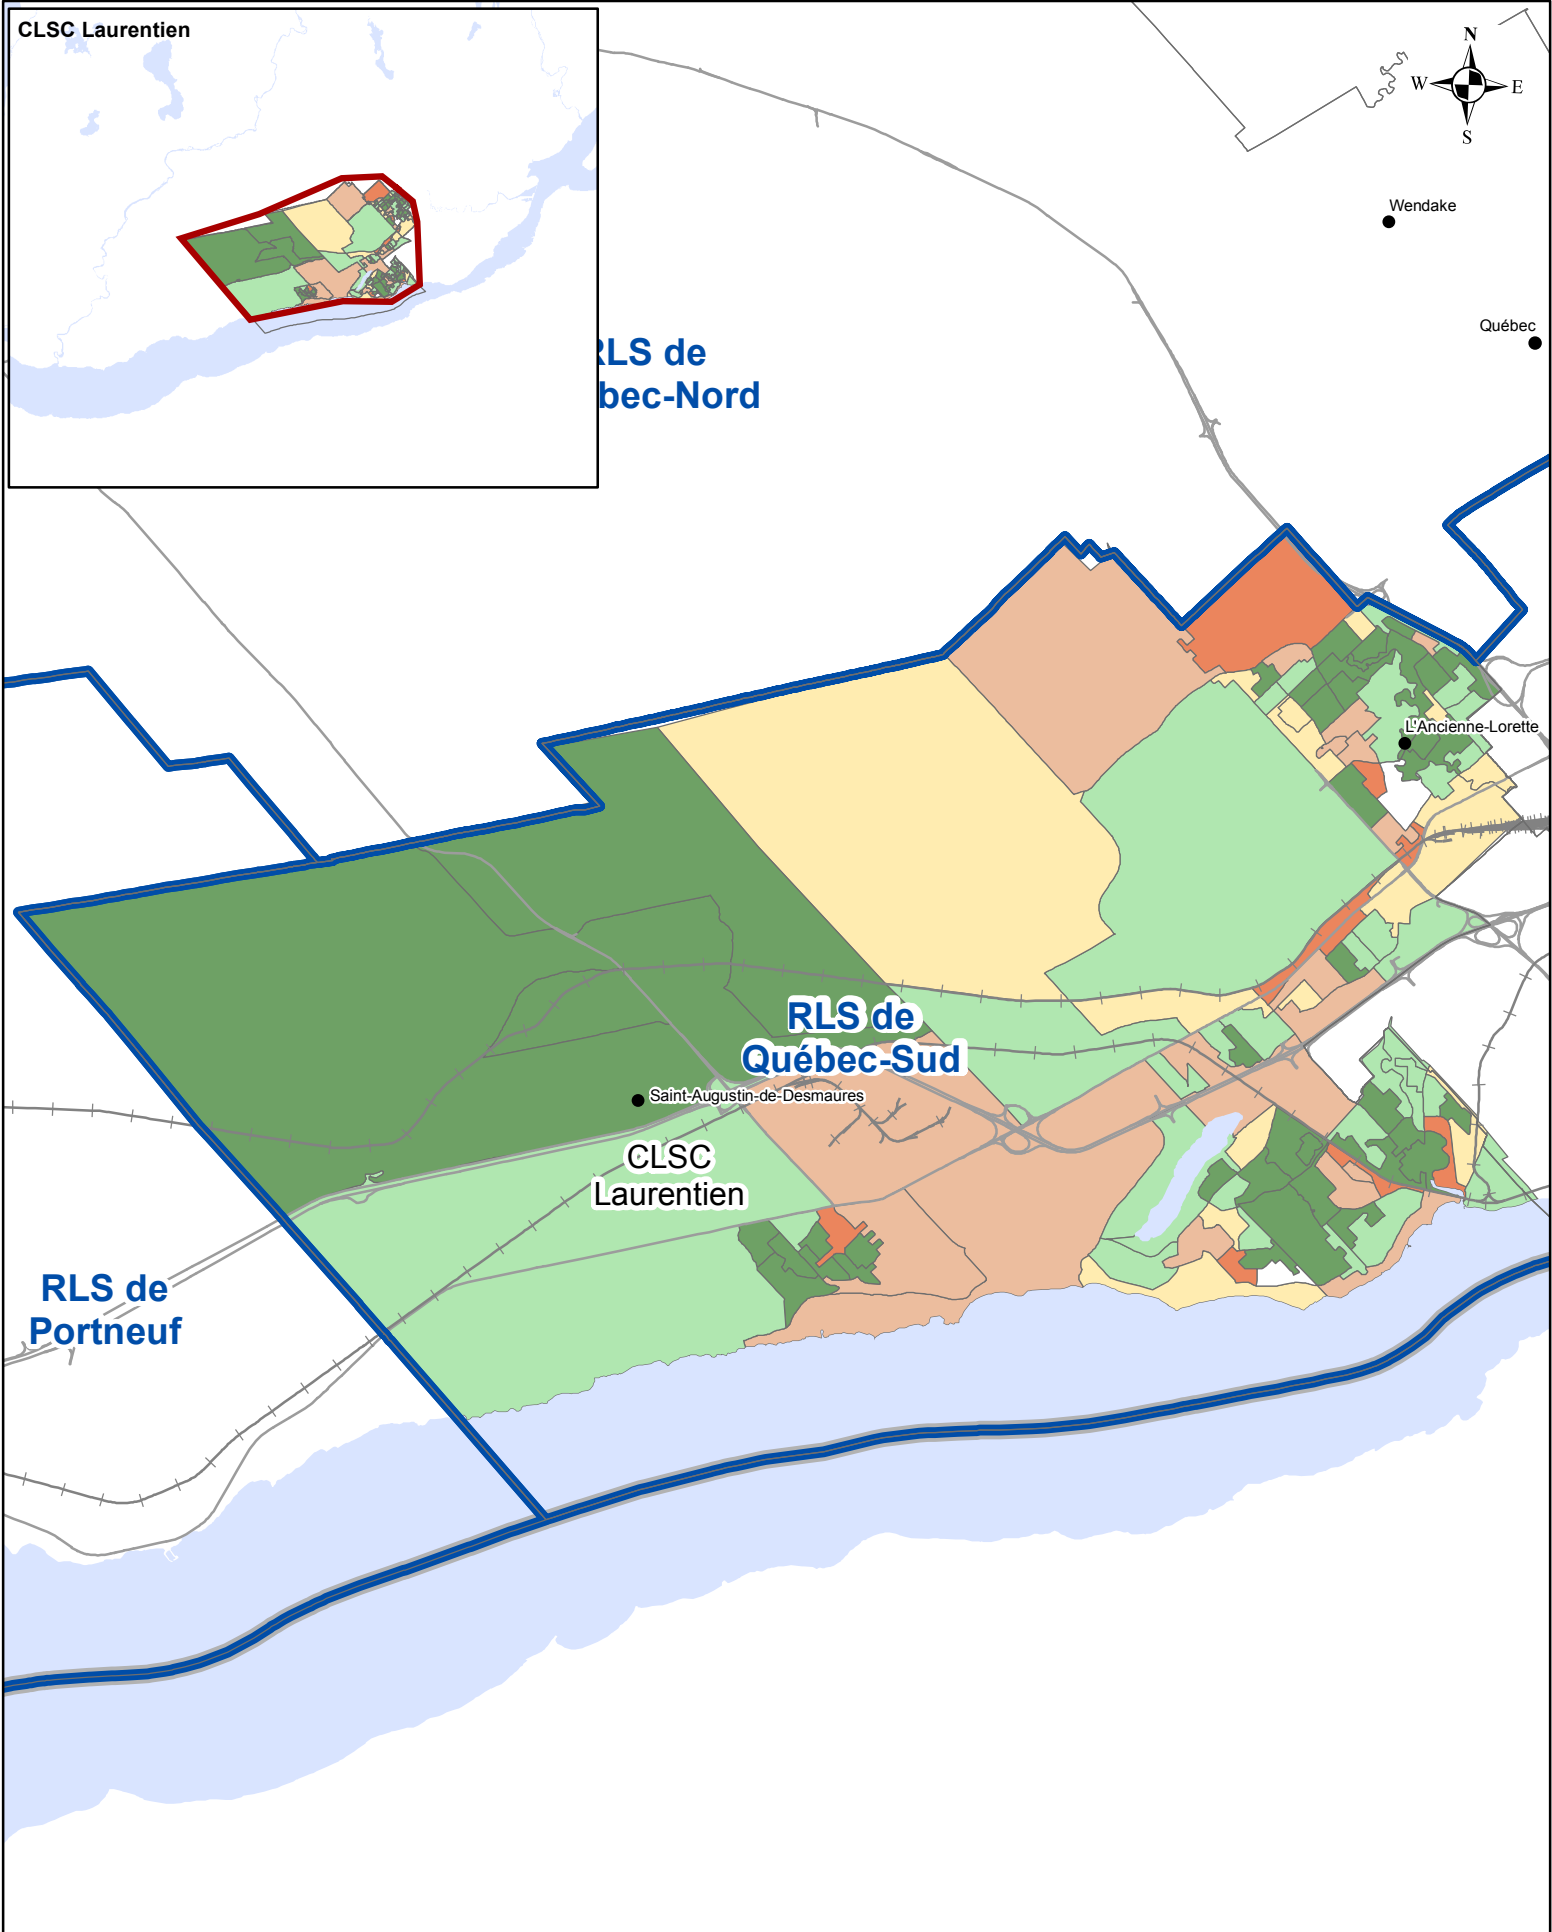 CLSC Laurentien
N
W
E
S
Wendake
Québec
RLS de
bec-Nord
L'Ancienne-Lorette
RLS de
Québec-Sud
Saint-Augustin-de-Desmaures
CLSC
Laurentien
RLS de
Portneuf